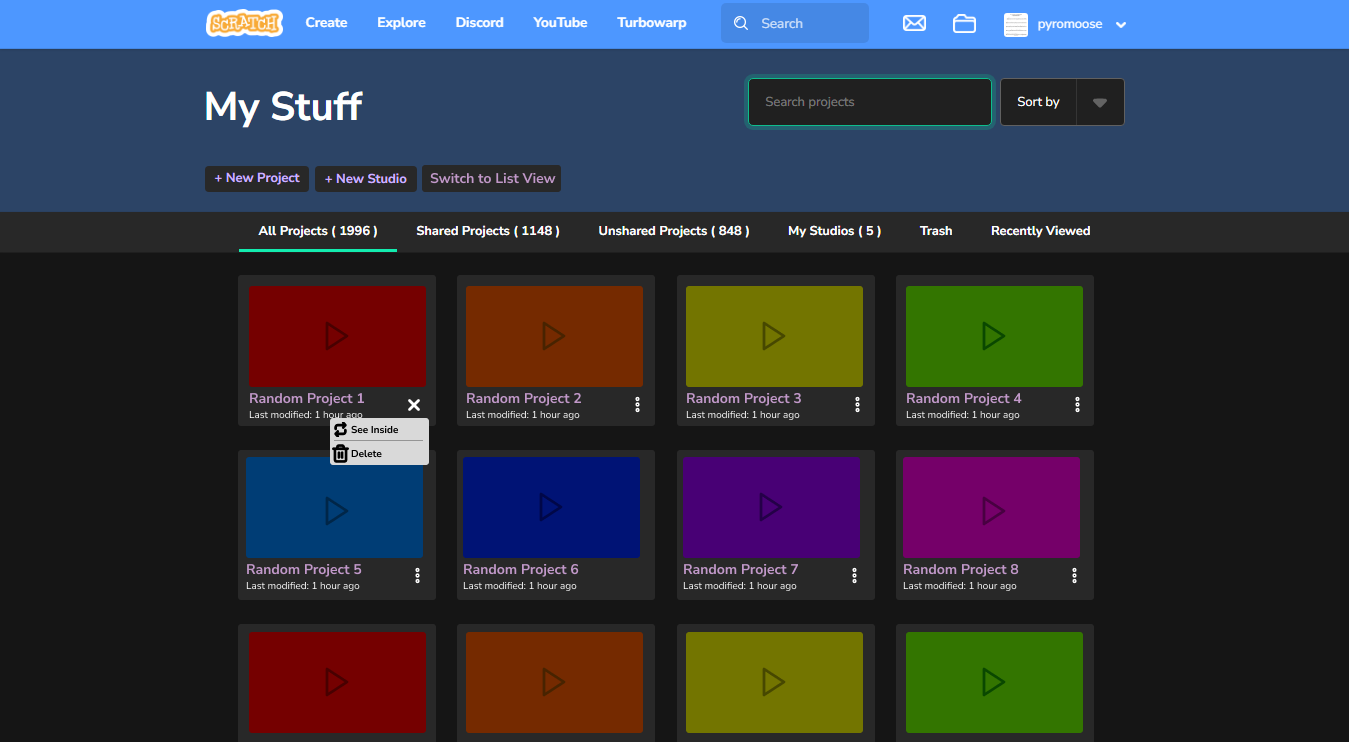 SCRATCH Create Explore Discord YouTube Turbowarp Search pyromoose
My Stuff
Search projects
Sort by
+ New Project + New Studio Switch to List View
All Projects ( 1996 ) Shared Projects ( 1148 ) Unshared Projects ( 848 ) My Studios ( 5 ) Trash Recently Viewed
Random Project 1
Last modified: 1 hour ago
See Inside
Delete
Random Project 2
Last modified: 1 hour ago
Random Project 3
Last modified: 1 hour ago
Random Project 4
Last modified: 1 hour ago
Random Project 5
Last modified: 1 hour ago
Random Project 6
Last modified: 1 hour ago
Random Project 7
Last modified: 1 hour ago
Random Project 8
Last modified: 1 hour ago